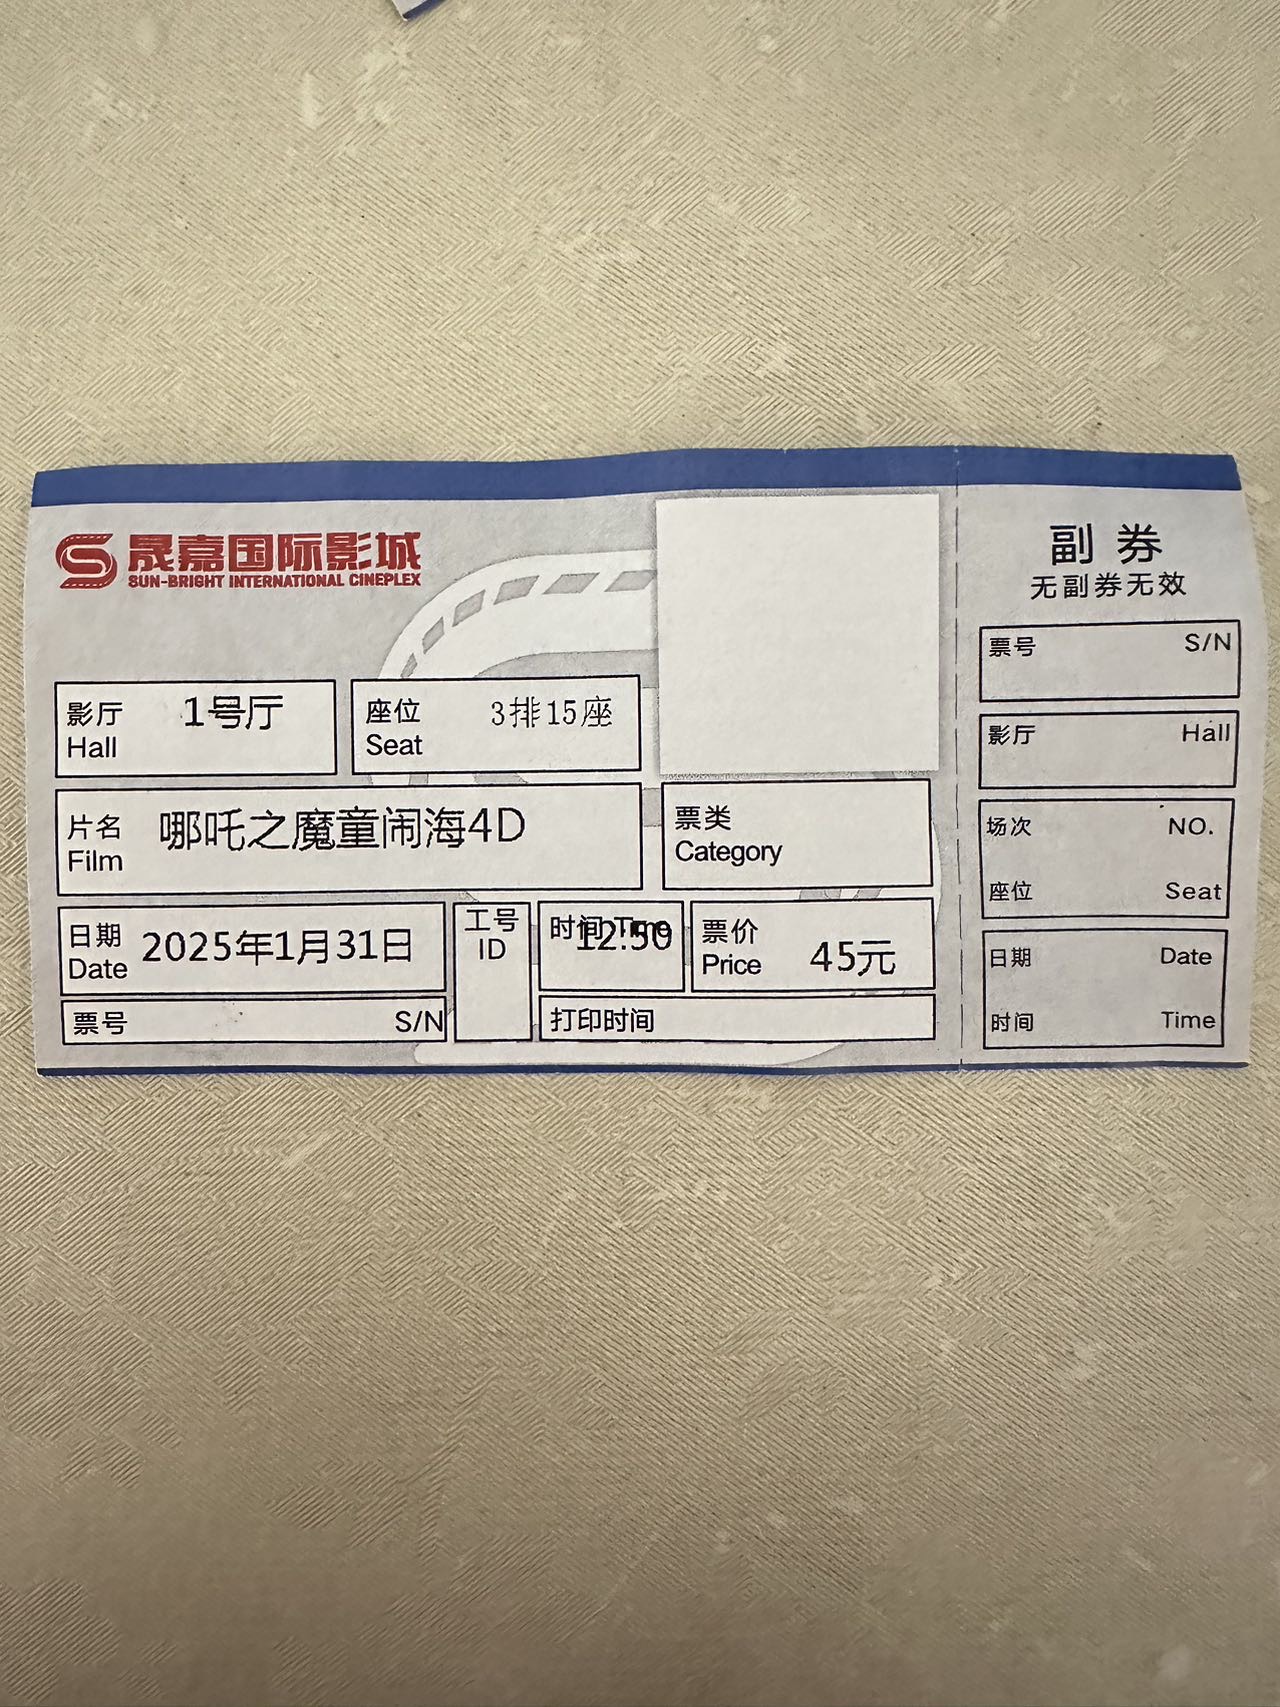 晟嘉国际影城
SUN-BRIGHT INTERNATIONAL CINEPLEX
影厅 1号厅
Hall
座位 3排15座
Seat
片名 哪吒之魔童闹海4D
Film
票类
Category
日期 2025年1月31日
Date
工号
ID
时间 Time
12:50
票价 45元
Price
票号 S/N
打印时间
副券
无副券无效
票号 S/N
影厅 Hall
场次 NO.
座位 Seat
日期 Date
时间 Time